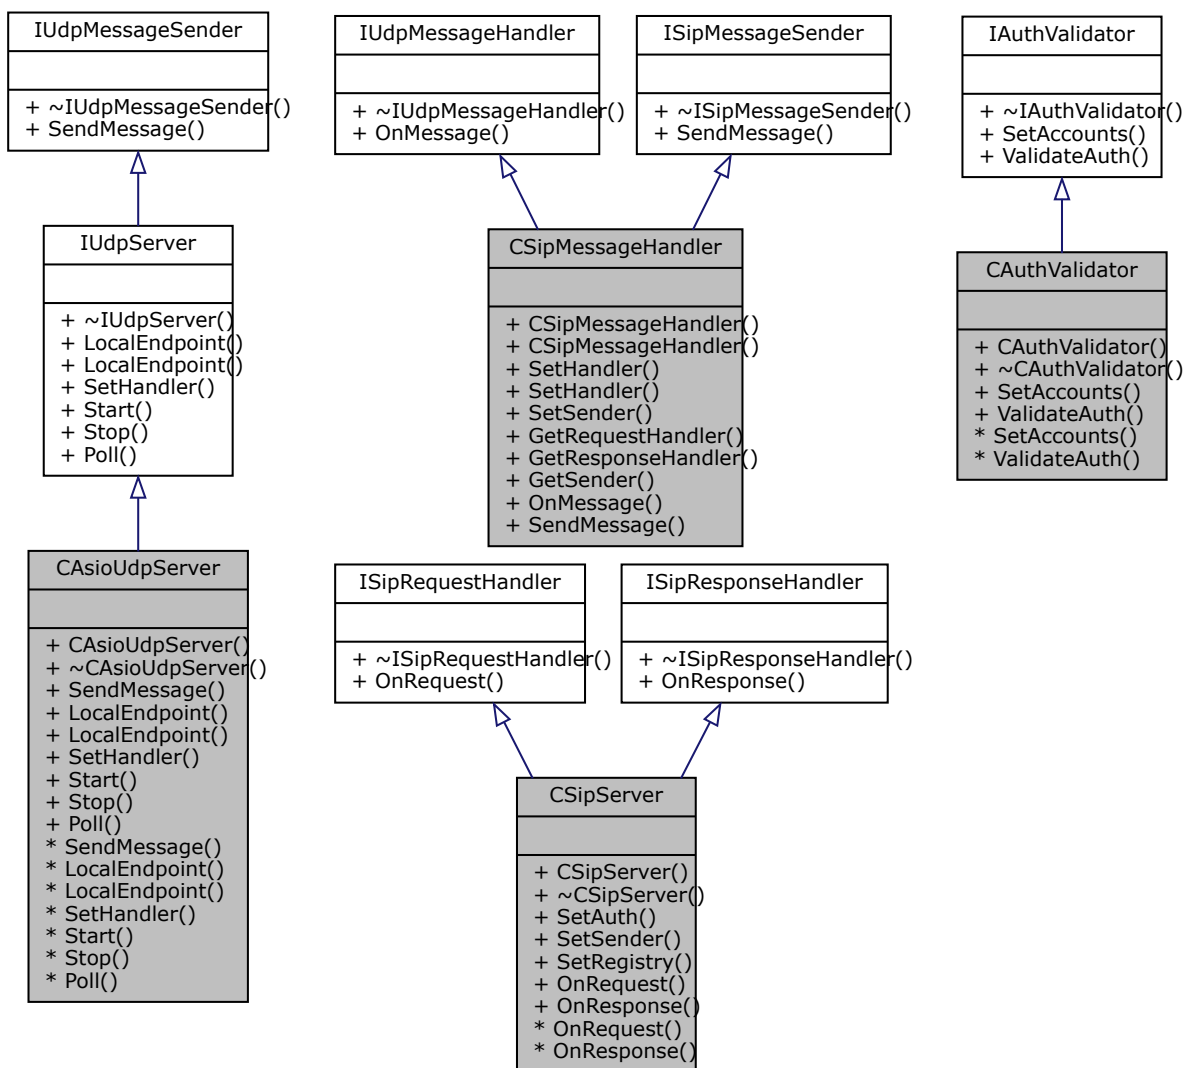 IUdpMessageSender
+ ~IUdpMessageSender()
+ SendMessage()
IUdpServer
+ ~IUdpServer()
+ LocalEndpoint()
+ LocalEndpoint()
+ SetHandler()
+ Start()
+ Stop()
+ Poll()
CAsioUdpServer
+ CAsioUdpServer()
+ ~CAsioUdpServer()
+ SendMessage()
+ LocalEndpoint()
+ LocalEndpoint()
+ SetHandler()
+ Start()
+ Stop()
+ Poll()
* SendMessage()
* LocalEndpoint()
* LocalEndpoint()
* SetHandler()
* Start()
* Stop()
* Poll()
IUdpMessageHandler
+ ~IUdpMessageHandler()
+ OnMessage()
ISipMessageSender
+ ~ISipMessageSender()
+ SendMessage()
CSipMessageHandler
+ CSipMessageHandler()
+ CSipMessageHandler()
+ SetHandler()
+ SetHandler()
+ SetSender()
+ GetRequestHandler()
+ GetResponseHandler()
+ GetSender()
+ OnMessage()
+ SendMessage()
ISipRequestHandler
+ ~ISipRequestHandler()
+ OnRequest()
ISipResponseHandler
+ ~ISipResponseHandler()
+ OnResponse()
CSipServer
+ CSipServer()
+ ~CSipServer()
+ SetAuth()
+ SetSender()
+ SetRegistry()
+ OnRequest()
+ OnResponse()
* OnRequest()
* OnResponse()
IAuthValidator
+ ~IAuthValidator()
+ SetAccounts()
+ ValidateAuth()
CAuthValidator
+ CAuthValidator()
+ ~CAuthValidator()
+ SetAccounts()
+ ValidateAuth()
* SetAccounts()
* ValidateAuth()